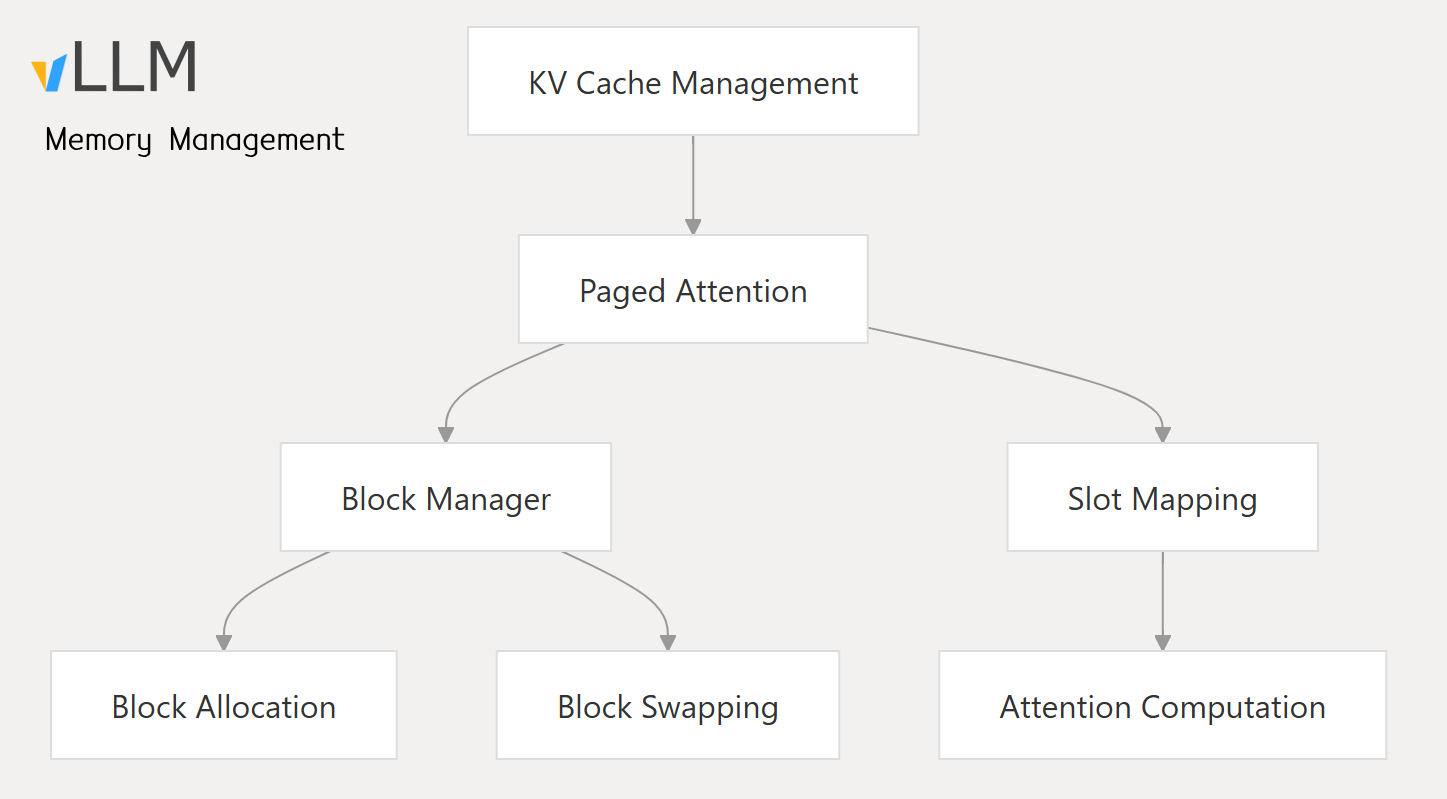 vLLM
Memory Management
KV Cache Management
Paged Attention
Block Manager
Slot Mapping
Block Allocation
Block Swapping
Attention Computation